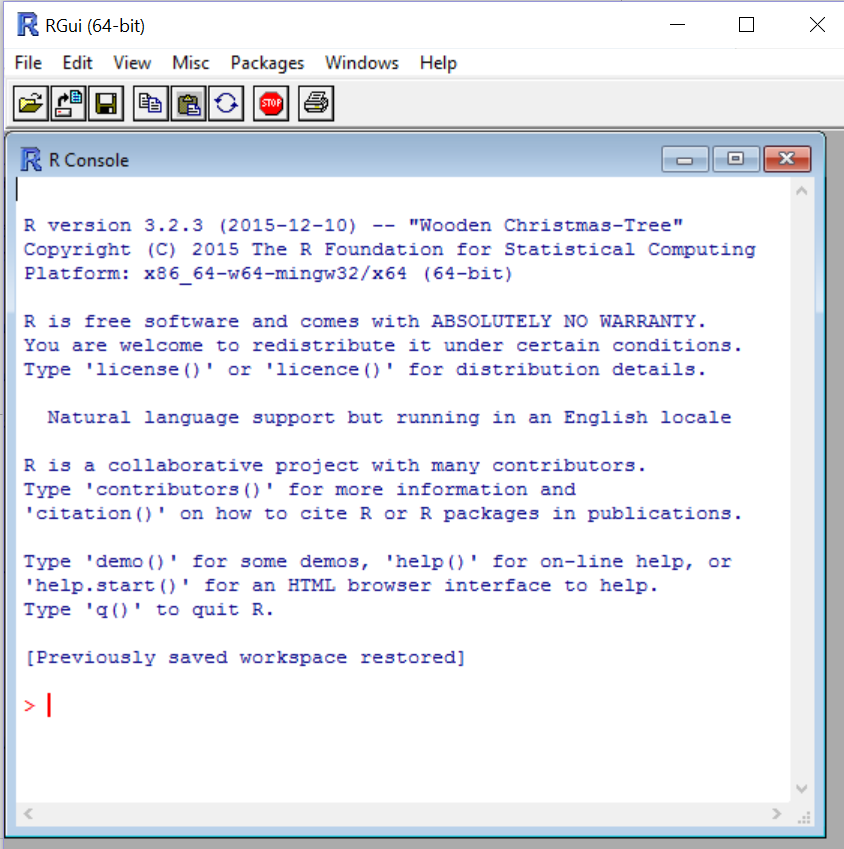 RGui (64-bit)
File Edit View Misc Packages Windows Help
STOP
R Console
R version 3.2.3 (2015-12-10) -- "Wooden Christmas-Tree"
Copyright (C) 2015 The R Foundation for Statistical Computing
Platform: x86_64-w64-mingw32/x64 (64-bit)
R is free software and comes with ABSOLUTELY NO WARRANTY.
You are welcome to redistribute it under certain conditions.
Type 'license()' or 'licence()' for distribution details.
Natural language support but running in an English locale
R is a collaborative project with many contributors.
Type 'contributors()' for more information and
'citation()' on how to cite R or R packages in publications.
Type 'demo()' for some demos, 'help()' for on-line help, or
'help.start()' for an HTML browser interface to help.
Type 'q()' to quit R.
[Previously saved workspace restored]
>